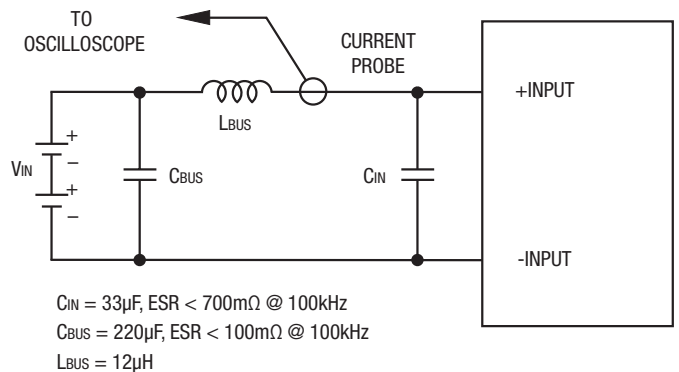 TO
OSCILLOSCOPE
CURRENT
PROBE
+INPUT
LBUS
+
VIN
−
+
−
CBUS
CIN
-INPUT
CIN = 33µF, ESR < 700mΩ @ 100kHz
CBUS = 220µF, ESR < 100mΩ @ 100kHz
LBUS = 12µH